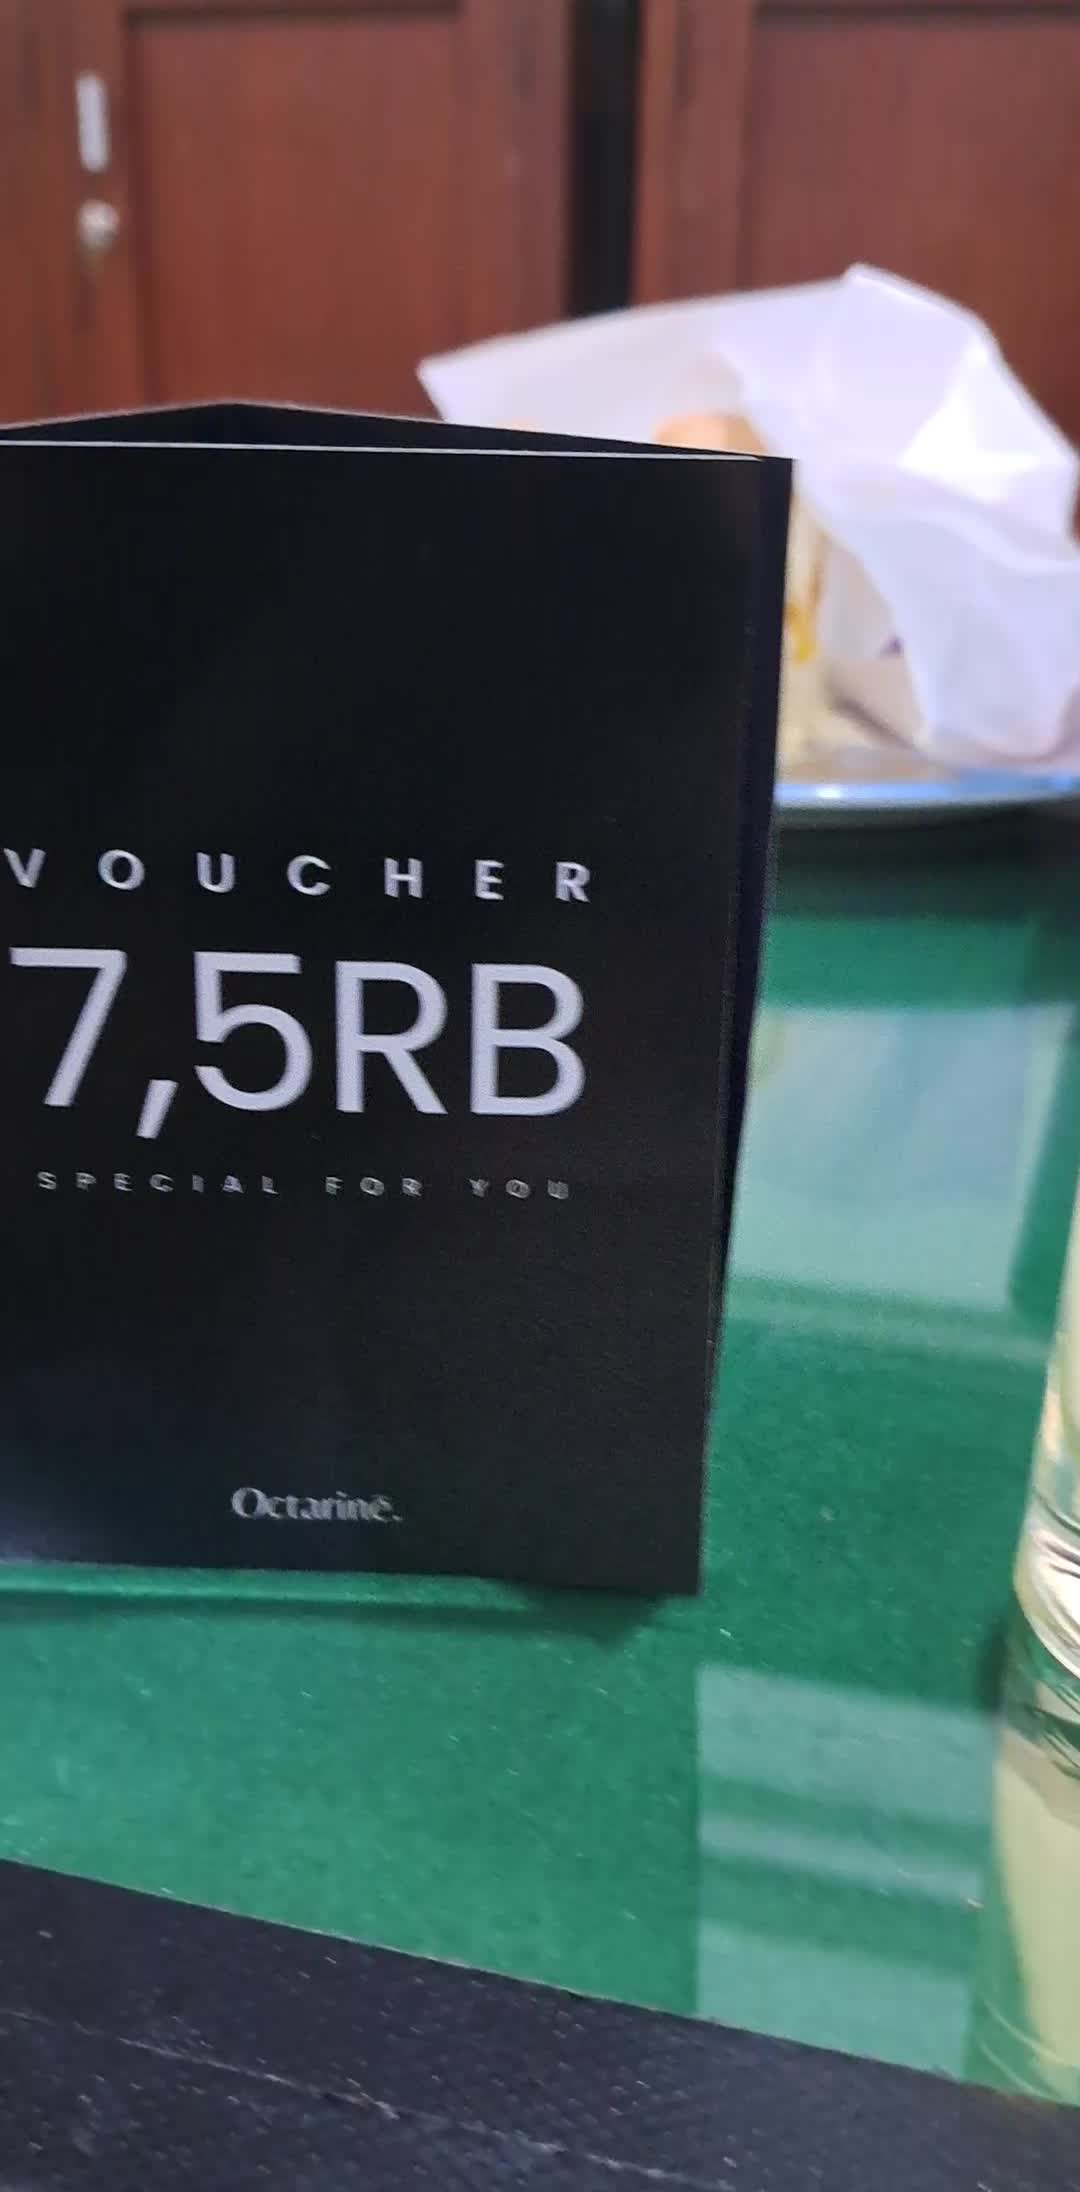 VOUCHER
7,5RB
SPECIAL FOR YOU
Octarine.